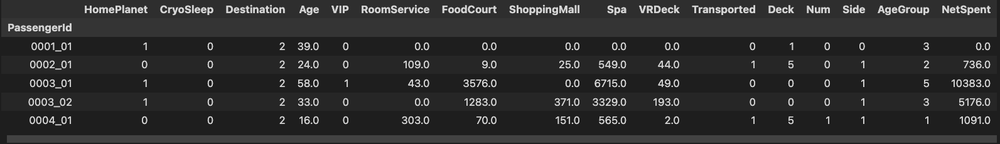 HomePlanet CryoSleep Destination Age VIP RoomService FoodCourt ShoppingMall Spa VRDeck Transported Deck Num Side AgeGroup NetSpent
PassengerId
0001_01 1 0 2 39.0 0 0.0 0.0 0.0 0.0 0.0 0 1 0 0 3 0.0
0002_01 0 0 2 24.0 0 109.0 9.0 25.0 549.0 44.0 1 5 0 1 2 736.0
0003_01 1 0 2 58.0 1 43.0 3576.0 0.0 6715.0 49.0 0 0 0 1 5 10383.0
0003_02 1 0 2 33.0 0 0.0 1283.0 371.0 3329.0 193.0 0 0 0 1 3 5176.0
0004_01 0 0 2 16.0 0 303.0 70.0 151.0 565.0 2.0 1 5 1 1 1 1091.0